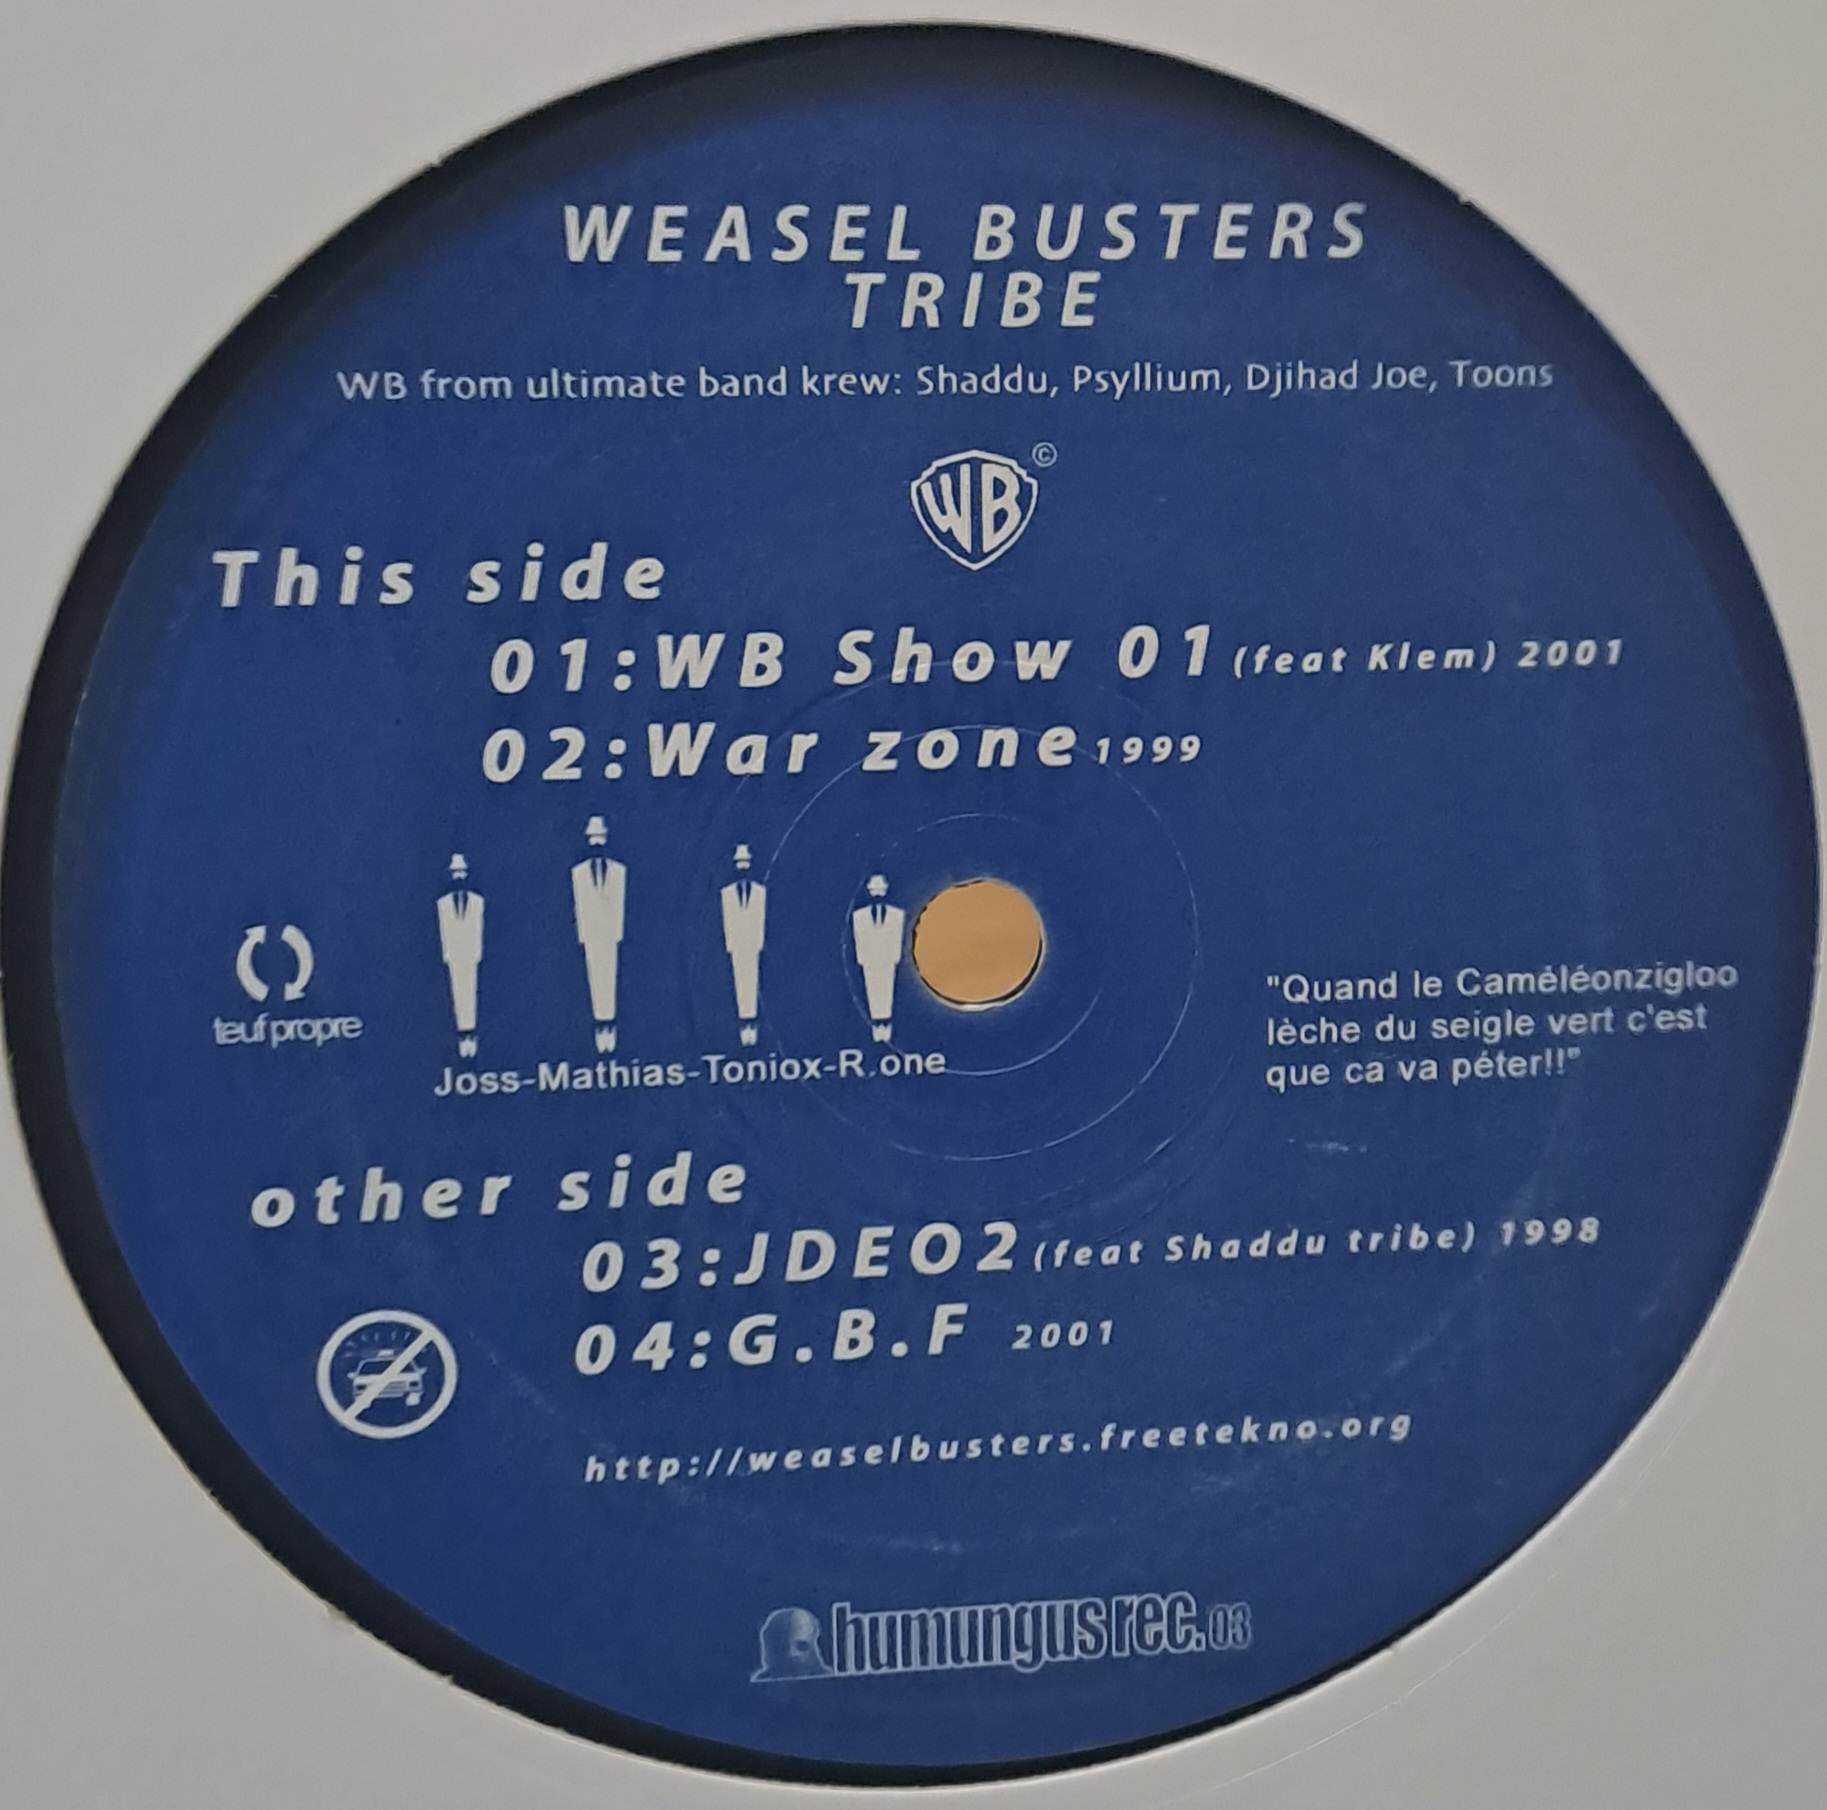 WEASEL BUSTERS
TRIBE
WB from ultimate band krew: Shaddu, Psyllium, Djihad Joe, Toons
WB ©
This side
01:WB Show 01 (feat Klem) 2001
02:War zone 1999
teuf propre
Joss-Mathias-Toniox-R.one
"Quand le Caméléonzigloo
lèche du seigle vert c'est
que ca va péter!!"
other side
03:JDEO2 (feat Shaddu tribe) 1998
04:G.B.F 2001
http://weaselbusters.freetekno.org
humungusrec.03